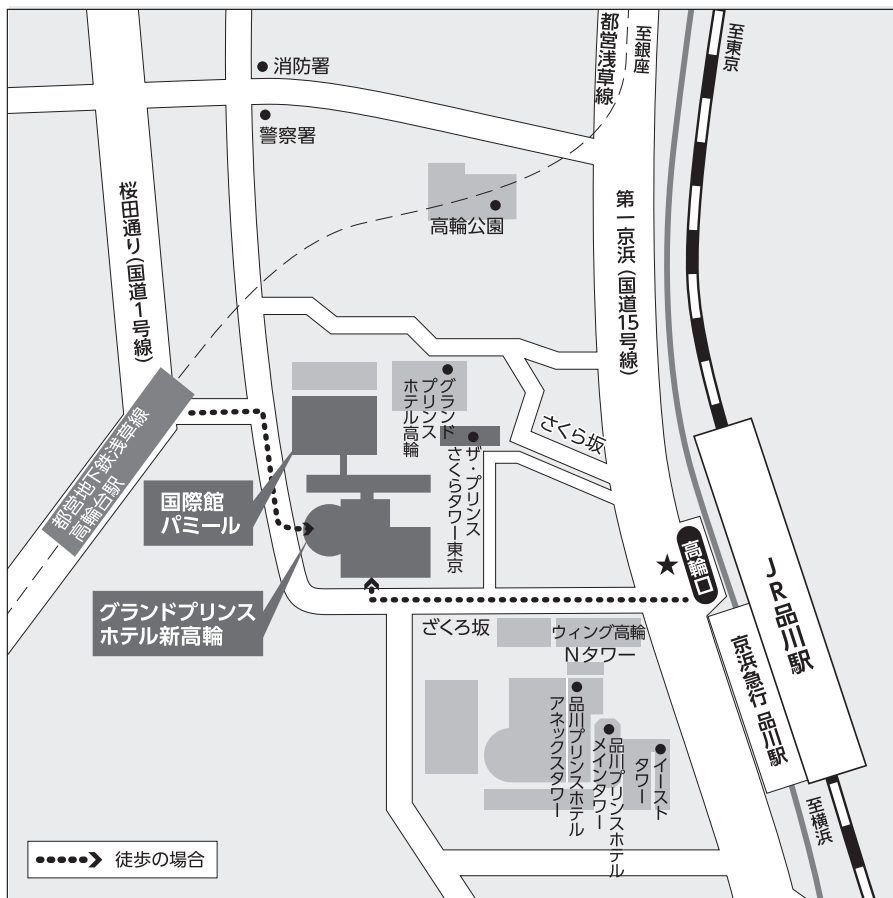 消防署
警察署
都営浅草線
至銀座
至東京
桜田通り(国道1号線)
高輪公園
第一京浜(国道15号線)
グランド
プリンス
ホテル高輪
さくら坂
ザ・プリンス
さくらタワー東京
都営地下鉄浅草線
高輪台駅
国際館
パミール
グランドプリンス
ホテル新高輪
★
高輪口
JR品川駅
京浜急行 品川駅
ざくろ坂
ウィング高輪
Nタワー
品川プリンスホテル
アネックスタワー
品川プリンスホテル
メインタワー
イースト
タワー
至横浜
徒歩の場合